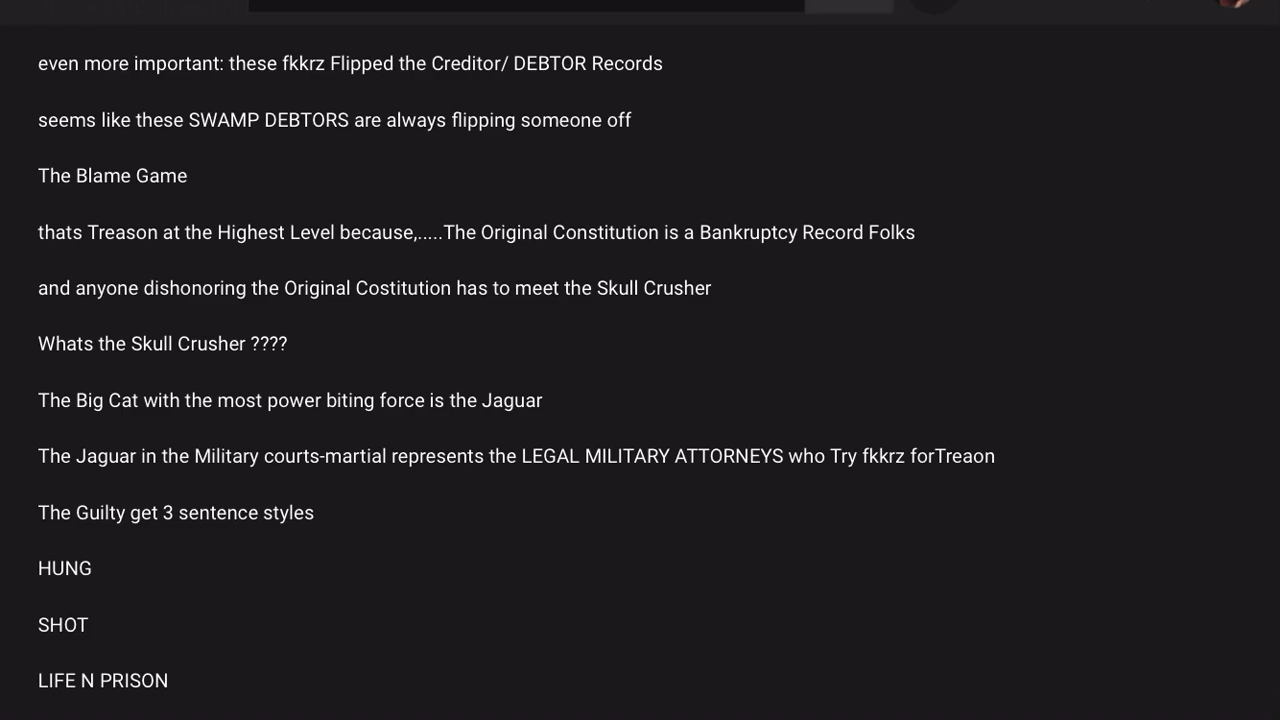 even more important: these fkkrz Flipped the Creditor/ DEBTOR Records
seems like these SWAMP DEBTORS are always flipping someone off
The Blame Game
thats Treason at the Highest Level because,.....The Original Constitution is a Bankruptcy Record Folks
and anyone dishonoring the Original Costitution has to meet the Skull Crusher
Whats the Skull Crusher ????
The Big Cat with the most power biting force is the Jaguar
The Jaguar in the Military courts-martial represents the LEGAL MILITARY ATTORNEYS who Try fkkrz forTreaon
The Guilty get 3 sentence styles
HUNG
SHOT
LIFE N PRISON